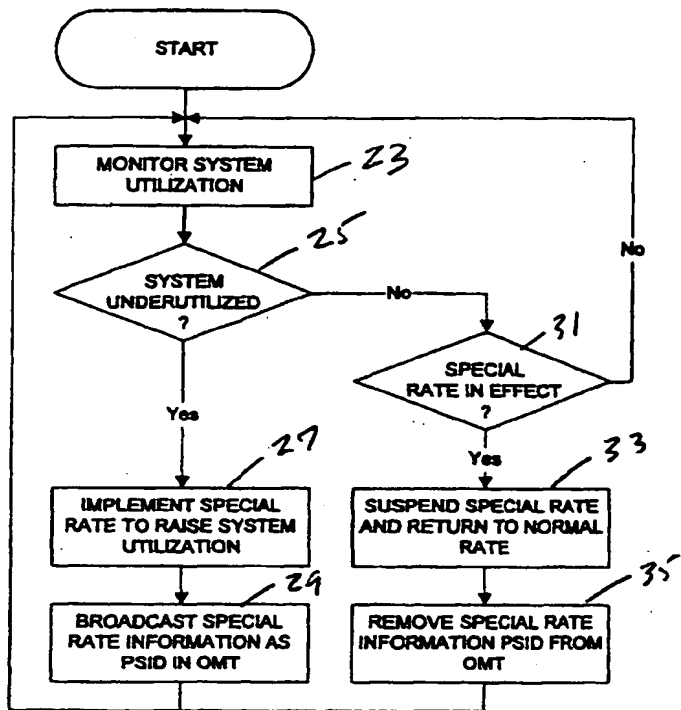 START
MONITOR SYSTEM
UTILIZATION
23
25
SYSTEM
UNDERUTILIZED
?
No
No
31
SPECIAL
RATE IN EFFECT
?
Yes
Yes
27
33
IMPLEMENT SPECIAL
RATE TO RAISE SYSTEM
UTILIZATION
SUSPEND SPECIAL RATE
AND RETURN TO NORMAL
RATE
29
35
BROADCAST SPECIAL
RATE INFORMATION AS
PSID IN OMT
REMOVE SPECIAL RATE
INFORMATION PSID FROM
OMT